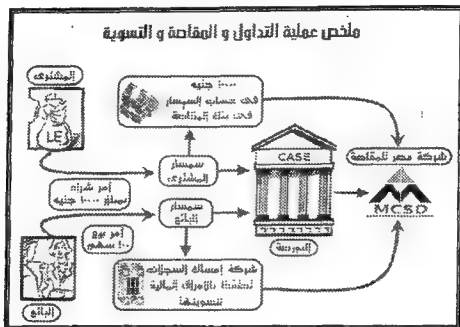 ملخص عملية التداول و المقاصة و التسوية
المشترى
LE
١٠٠٠ جنيه
فى حساب السمسار
فى بنك المقاصة
شركة مصر للمقاصة
سمسار
المشترى
CASE
أمر شراء
بمبلغ ١٠٠٠ جنيه
سمسار
البائع
MCSD
أمر بيع
١٠٠ سهم
البورصة
شركة إمساك السجلات
تحتفظ بالأوراق المالية
لتسويتها
البائع